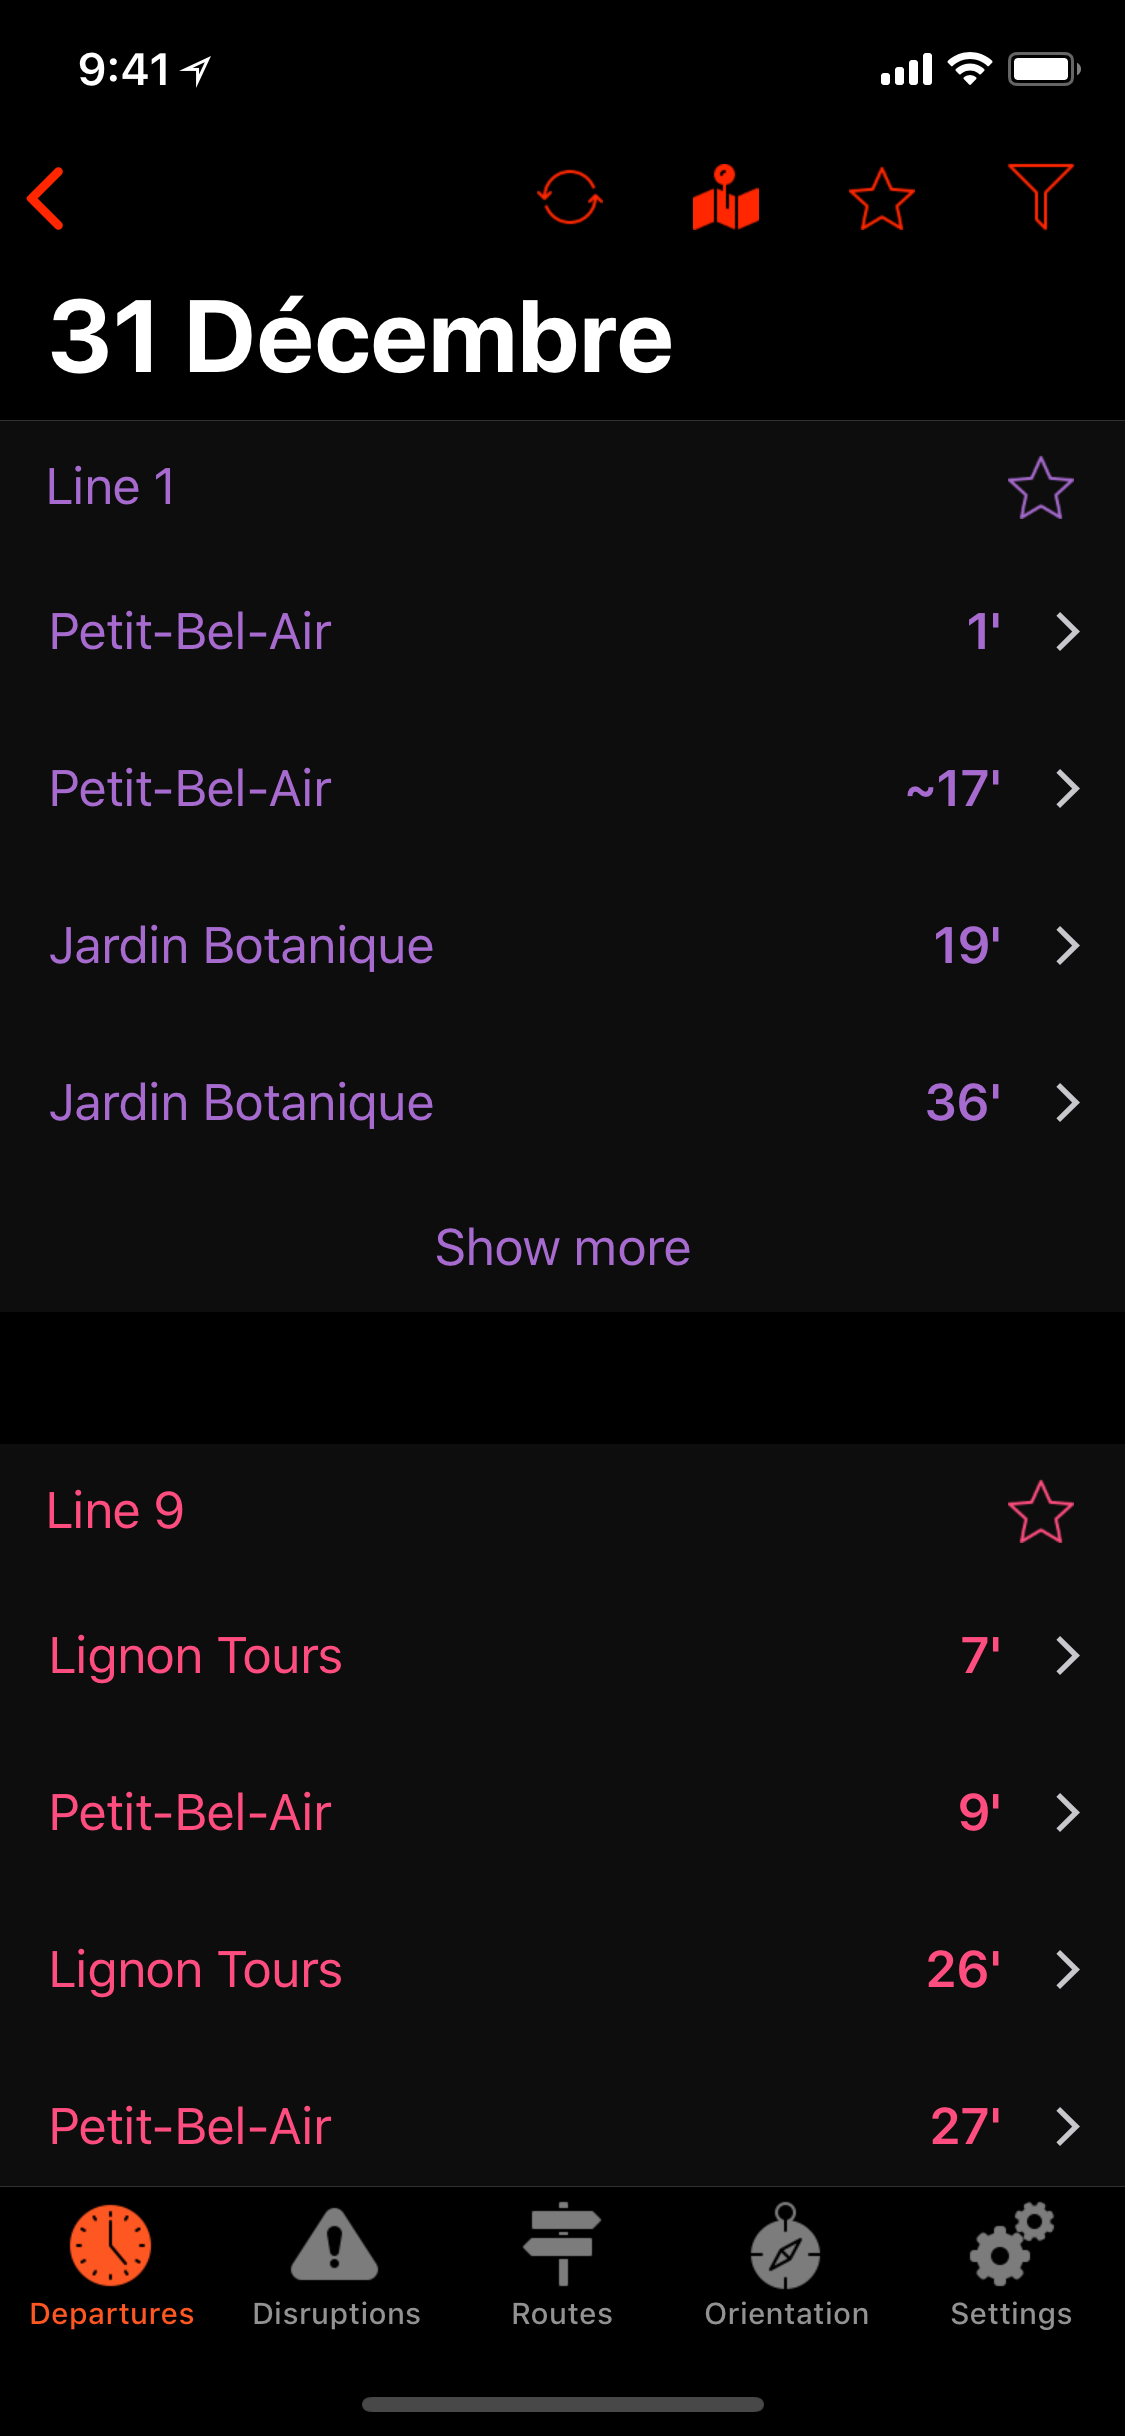 9:41
31 Décembre
Line 1
Petit-Bel-Air 1'
Petit-Bel-Air ~17'
Jardin Botanique 19'
Jardin Botanique 36'
Show more
Line 9
Lignon Tours 7'
Petit-Bel-Air 9'
Lignon Tours 26'
Petit-Bel-Air 27'
Departures Disruptions Routes Orientation Settings